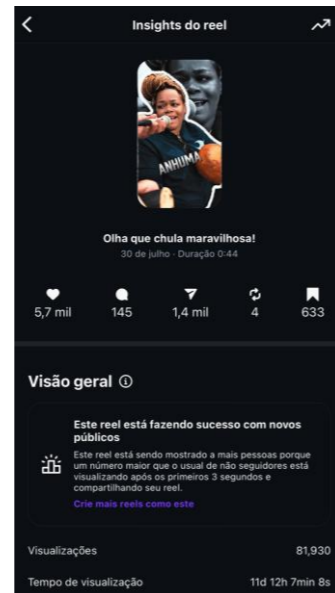 Insights do reel
ANHUMA
Olha que chula maravilhosa!
30 de julho · Duração 0:44
5,7 mil 145 1,4 mil 4 633
Visão geral
Este reel está fazendo sucesso com novos
públicos
Este reel está sendo mostrado a mais pessoas porque
um número maior que o usual de não seguidores está
visualizando após os primeiros 3 segundos e
compartilhando seu reel.
Crie mais reels como este
Visualizações 81,930
Tempo de visualização 11d 12h 7min 8s